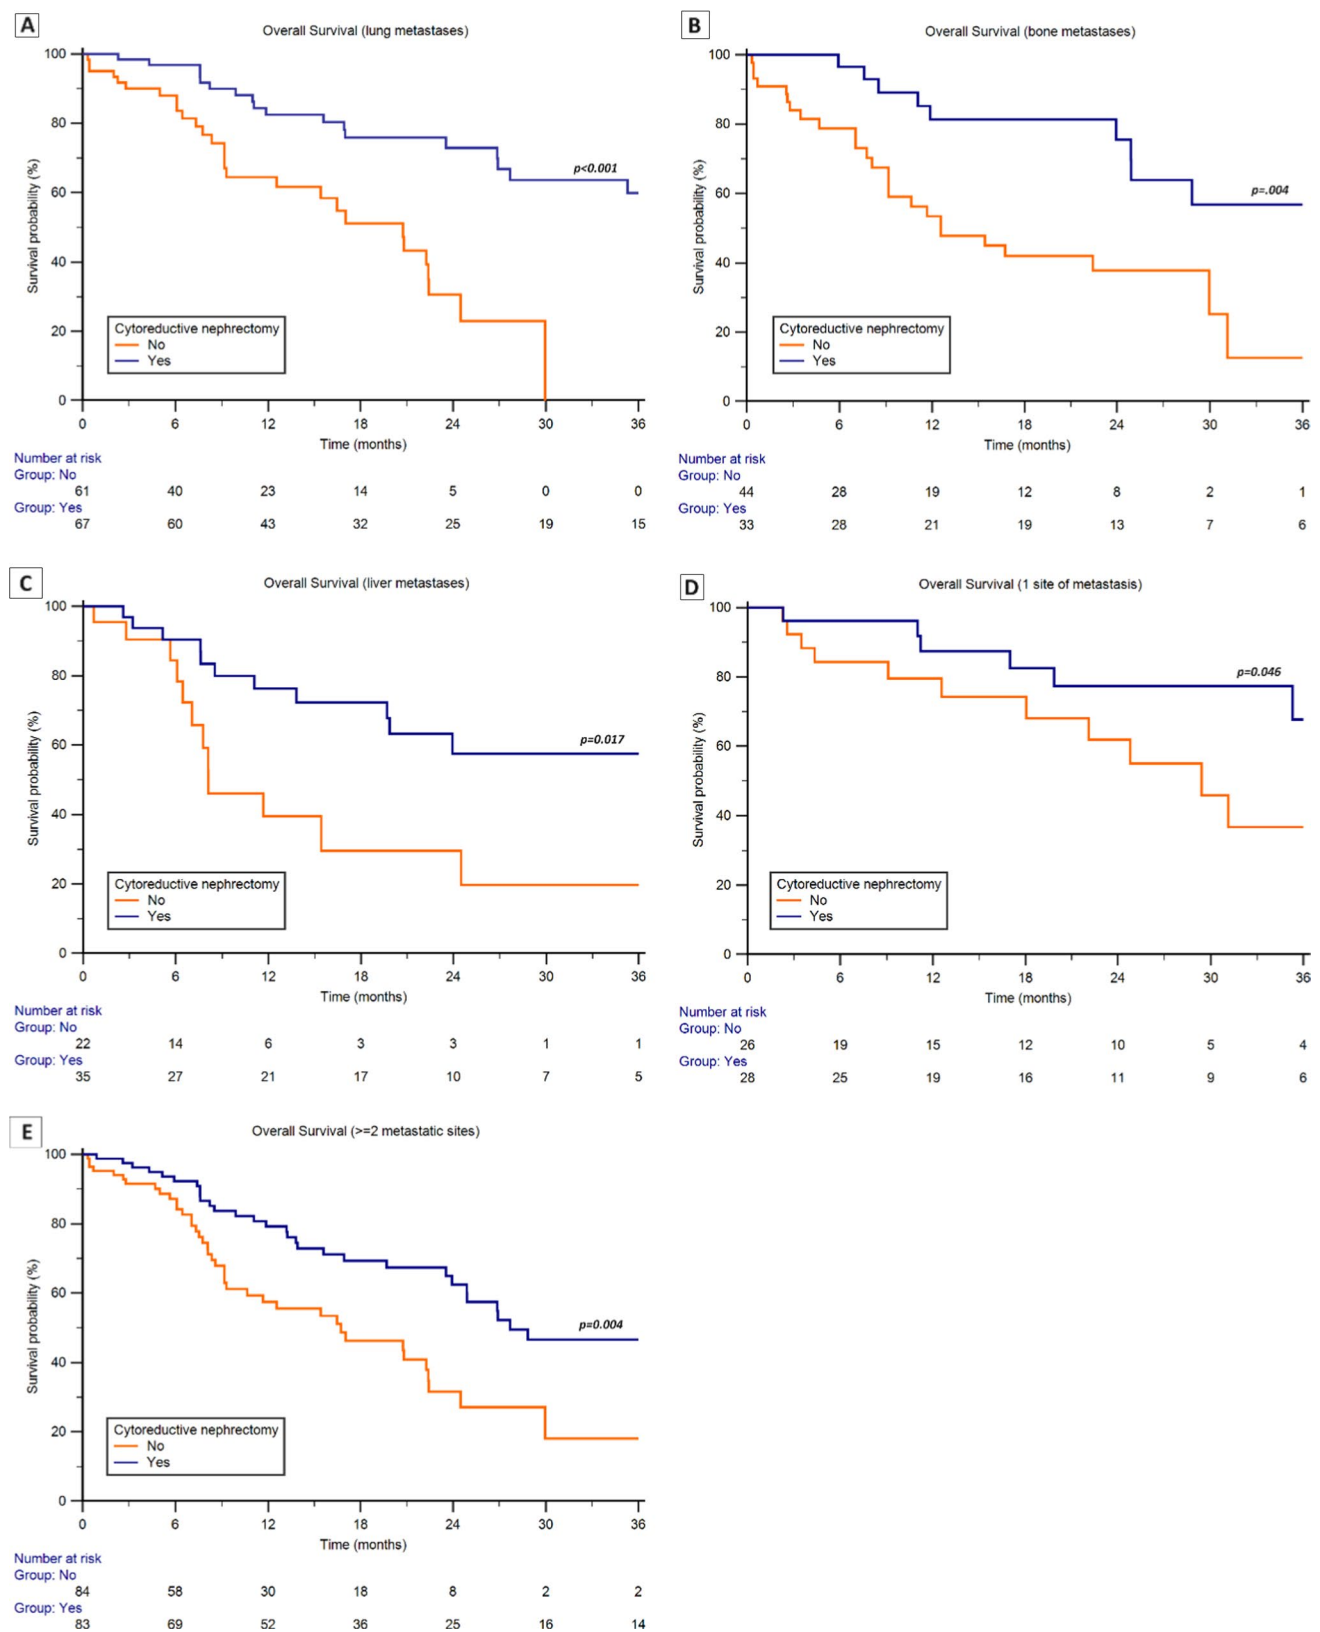 A
Overall Survival (lung metastases)
100
80
60
40
20
0
Survival probability (%)
p<0.001
Cytoreductive nephrectomy
No
Yes
0 6 12 18 24 30 36
Time (months)
Number at risk
Group: No
61 40 23 14 5 0 0
Group: Yes
67 60 43 32 25 19 15
B
Overall Survival (bone metastases)
100
80
60
40
20
0
Survival probability (%)
p=.004
Cytoreductive nephrectomy
No
Yes
0 6 12 18 24 30 36
Time (months)
Number at risk
Group: No
44 28 19 12 8 2 1
Group: Yes
33 28 21 19 13 7 6
C
Overall Survival (liver metastases)
100
80
60
40
20
0
Survival probability (%)
p=0.017
Cytoreductive nephrectomy
No
Yes
0 6 12 18 24 30 36
Time (months)
Number at risk
Group: No
22 14 6 3 3 1 1
Group: Yes
35 27 21 17 10 7 5
D
Overall Survival (1 site of metastasis)
100
80
60
40
20
0
Survival probability (%)
p=0.046
Cytoreductive nephrectomy
No
Yes
0 6 12 18 24 30 36
Time (months)
Number at risk
Group: No
26 19 15 12 10 5 4
Group: Yes
28 25 19 16 11 9 6
E
Overall Survival (>=2 metastatic sites)
100
80
60
40
20
0
Survival probability (%)
p=0.004
Cytoreductive nephrectomy
No
Yes
0 6 12 18 24 30 36
Time (months)
Number at risk
Group: No
84 58 30 18 8 2 2
Group: Yes
83 69 52 36 25 16 14